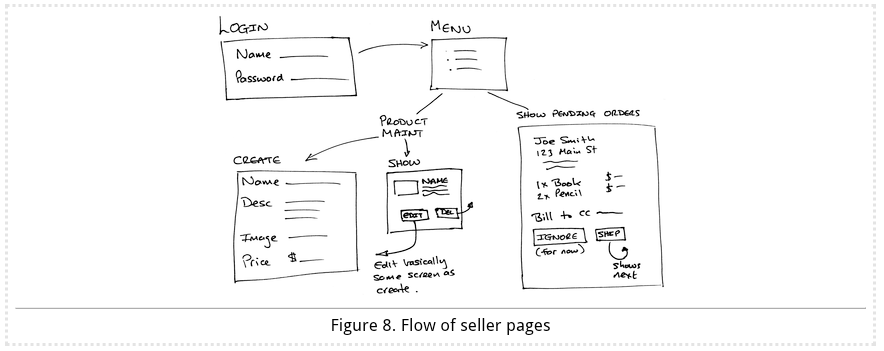 LOGIN
Name
Password
MENU
PRODUCT
MAINT
CREATE
Name
Desc
Image
Price $
SHOW
NAME
EDIT DEL
Edit basically
same screen as
create.
SHOW PENDING ORDERS
Joe Smith
123 Main St
1x Book $
2x Pencil $
Bill to cc
IGNORE SHIP
(for now)
shows
next
Figure 8. Flow of seller pages